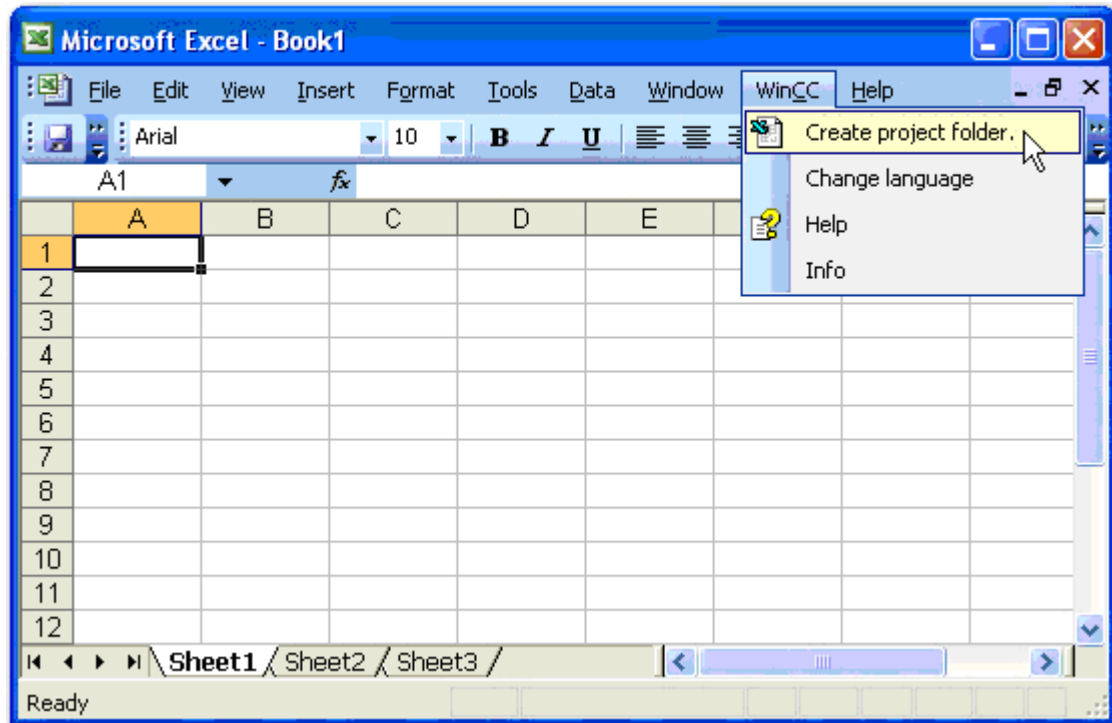 Microsoft Excel - Book1
File Edit View Insert Format Tools Data Window WinCC Help
Arial 10 B I U
Create project folder.
A1 fx
Change language
A B C D E
Help
Info
1
2
3
4
5
6
7
8
9
10
11
12
Sheet1 Sheet2 Sheet3
Ready